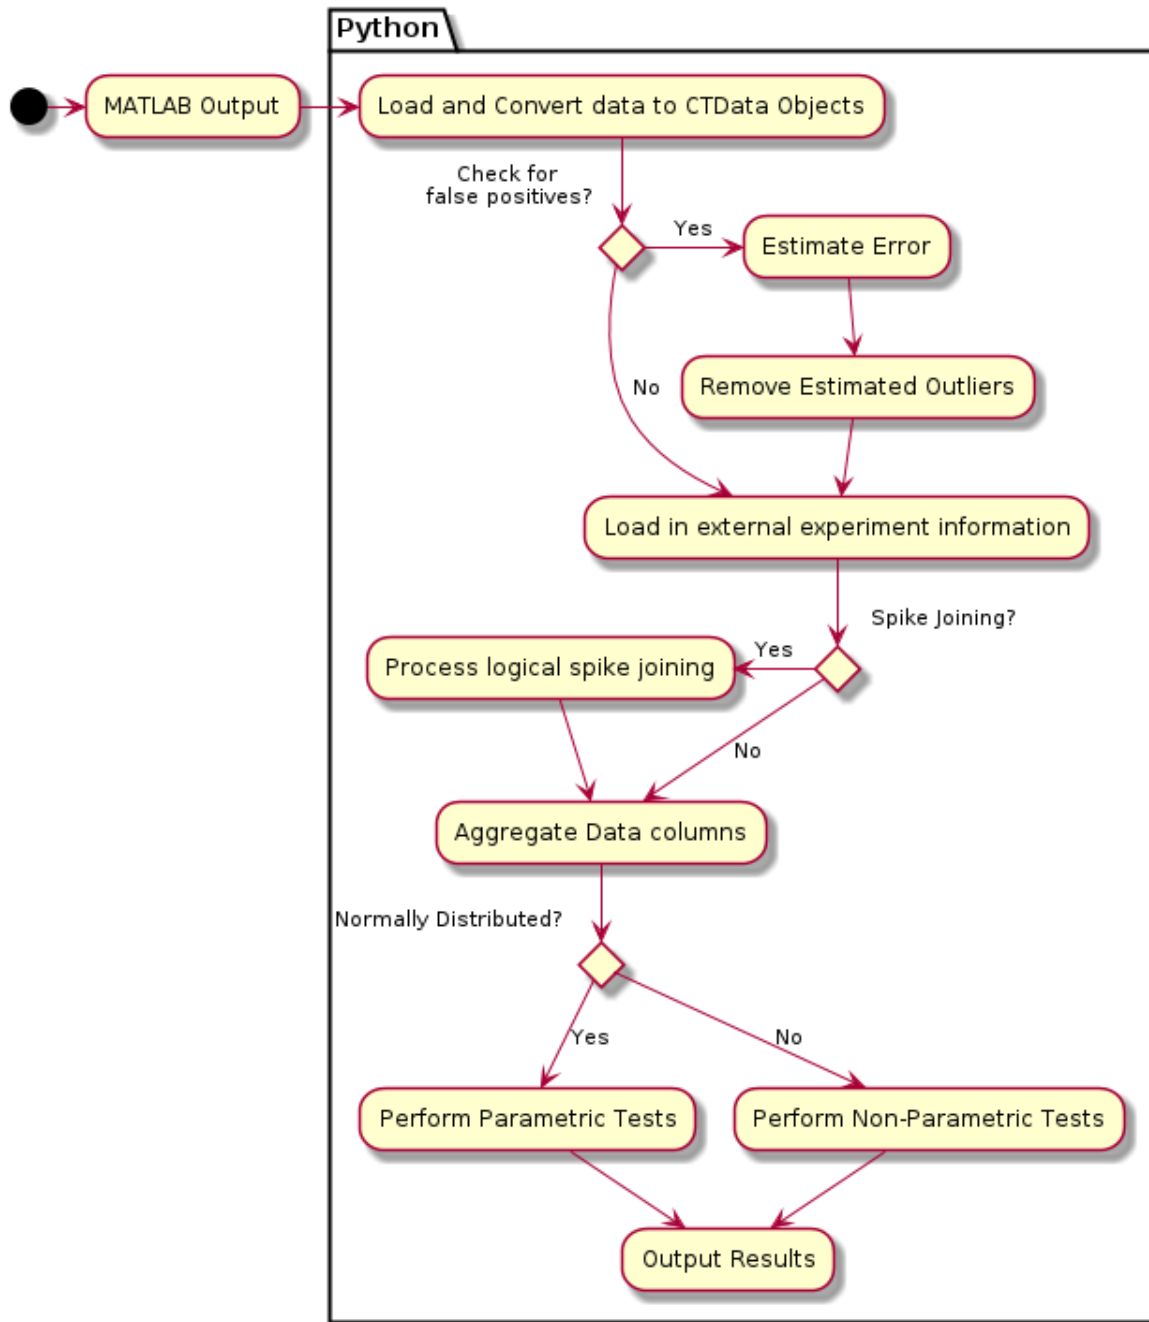 Python
MATLAB Output
Load and Convert data to CTData Objects
Check for
false positives?
Yes
Estimate Error
No
Remove Estimated Outliers
Load in external experiment information
Spike Joining?
Yes
Process logical spike joining
No
Aggregate Data columns
Normally Distributed?
Yes
No
Perform Parametric Tests
Perform Non-Parametric Tests
Output Results